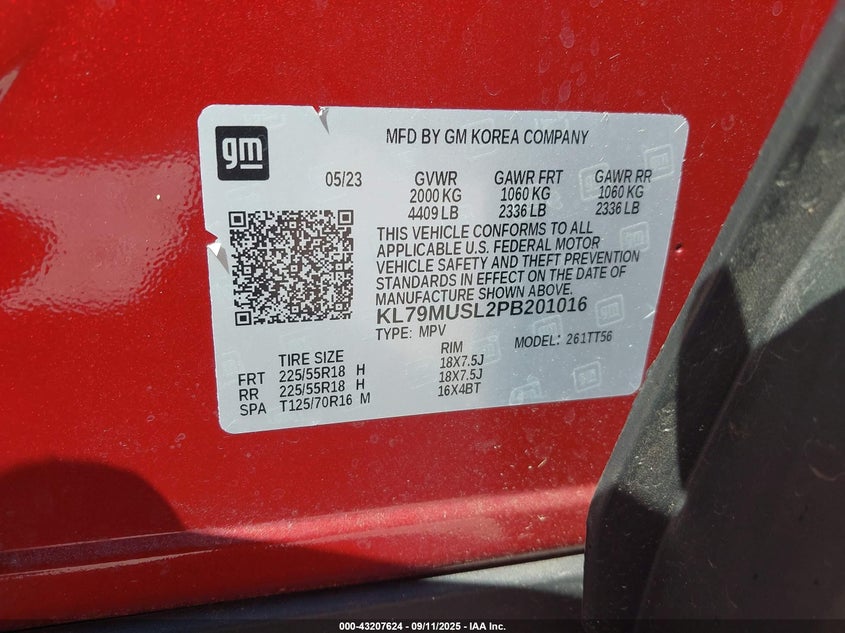 gm
MFD BY GM KOREA COMPANY
05/23
GVWR GAWR FRT GAWR RR
2000 KG 1060 KG 1060 KG
4409 LB 2336 LB 2336 LB
THIS VEHICLE CONFORMS TO ALL
APPLICABLE U.S. FEDERAL MOTOR
VEHICLE SAFETY AND THEFT PREVENTION
STANDARDS IN EFFECT ON THE DATE OF
MANUFACTURE SHOWN ABOVE.
KL79MUSL2PB201016
TYPE: MPV MODEL: 261TT56
TIRE SIZE RIM
FRT 225/55R18 H 18X7.5J
RR 225/55R18 H 18X7.5J
SPA T125/70R16 M 16X4BT
000-43207624 - 09/11/2025 - IAA Inc.